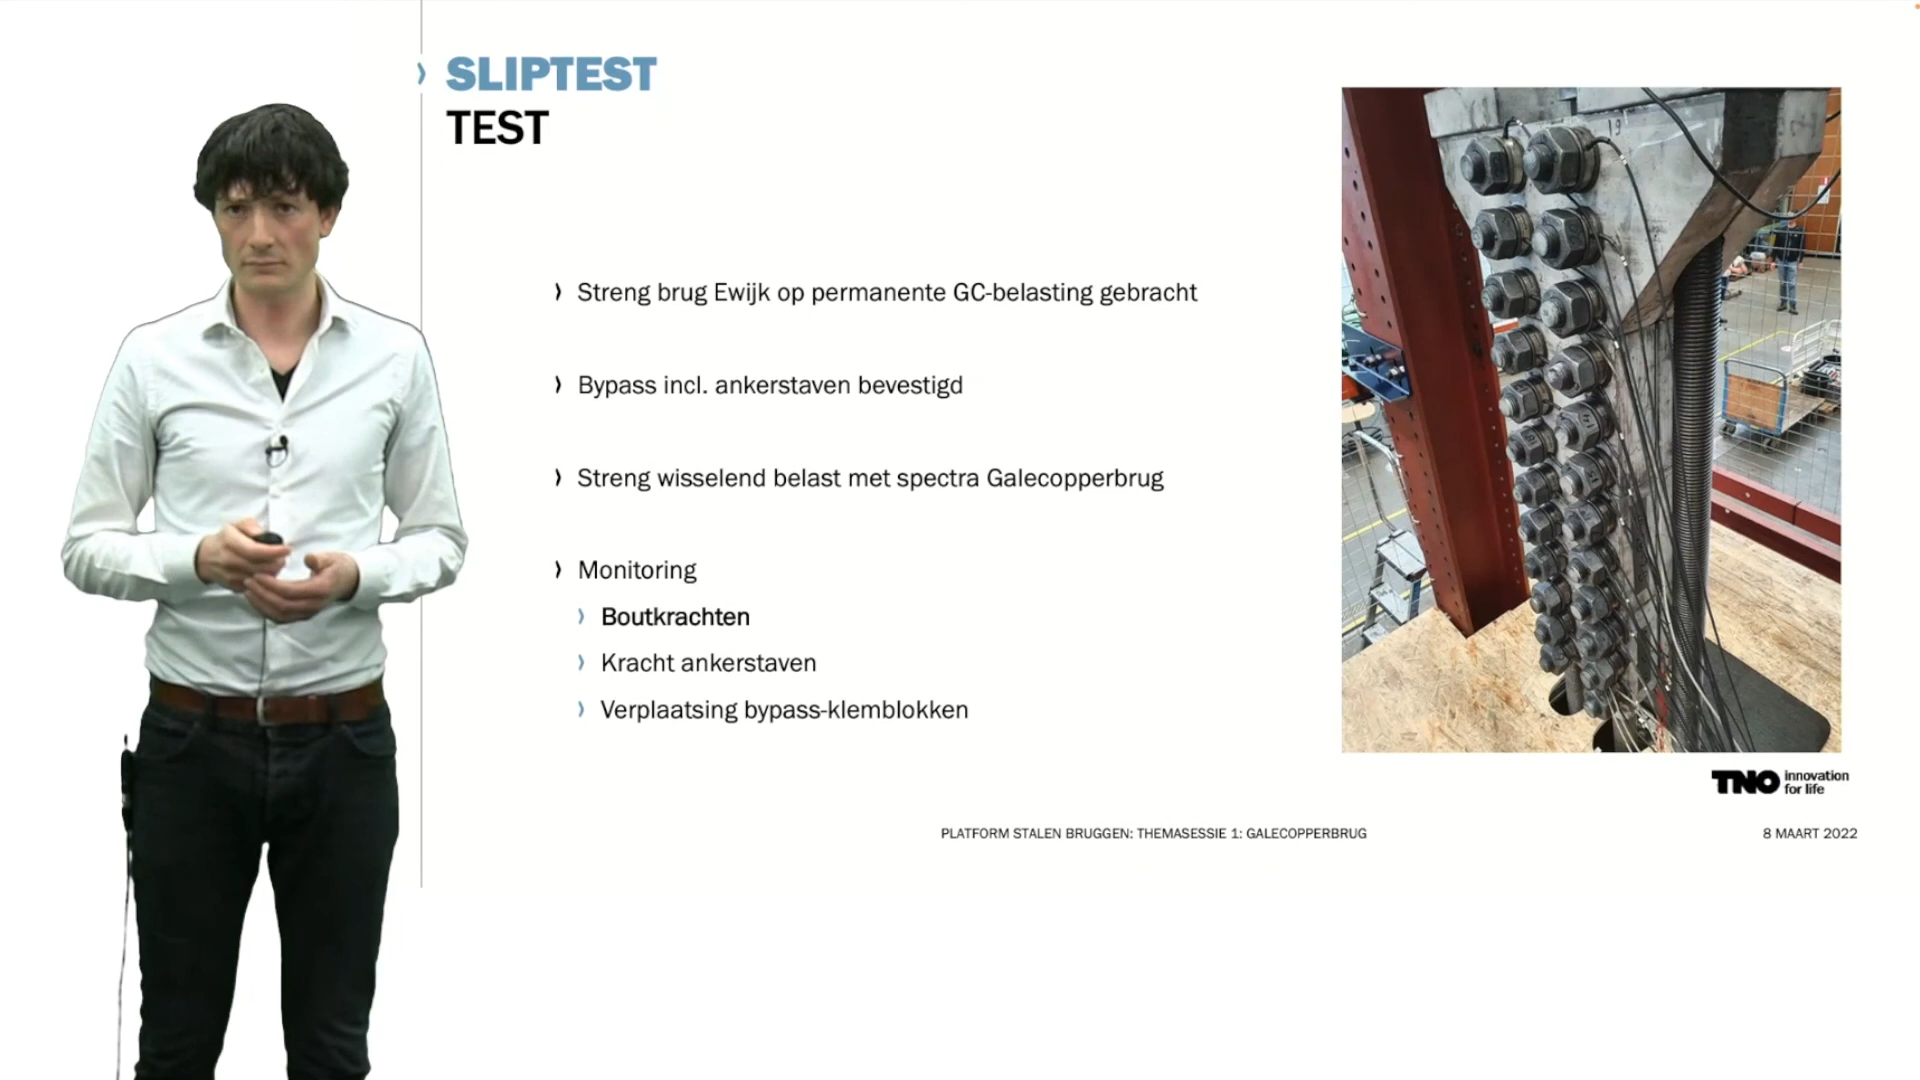 SLIPTEST
TEST
Streng brug Ewijk op permanente GC-belasting gebracht
Bypass incl. ankerstaven bevestigd
Streng wisselend belast met spectra Galecopperbrug
Monitoring
Boutkrachten
Kracht ankerstaven
Verplaatsing bypass-klemblokken
19
TNO innovation
for life
PLATFORM STALEN BRUGGEN: THEMASESSIE 1: GALECOPPERBRUG
8 MAART 2022